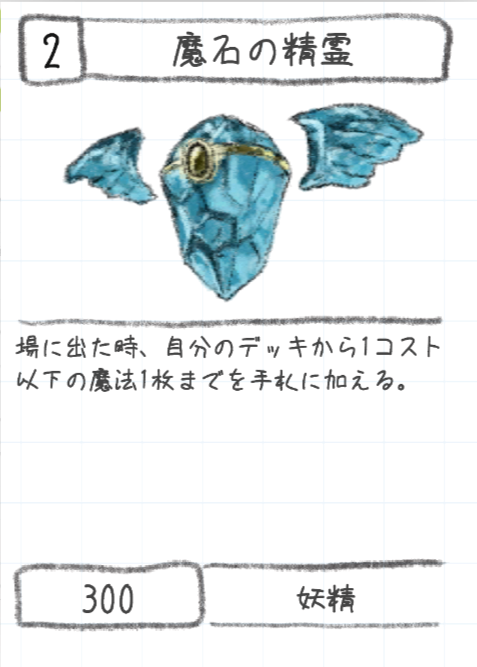 2
魔石の精霊
場に出た時、自分のデッキから1コスト
以下の魔法1枚までを手札に加える。
300
妖精